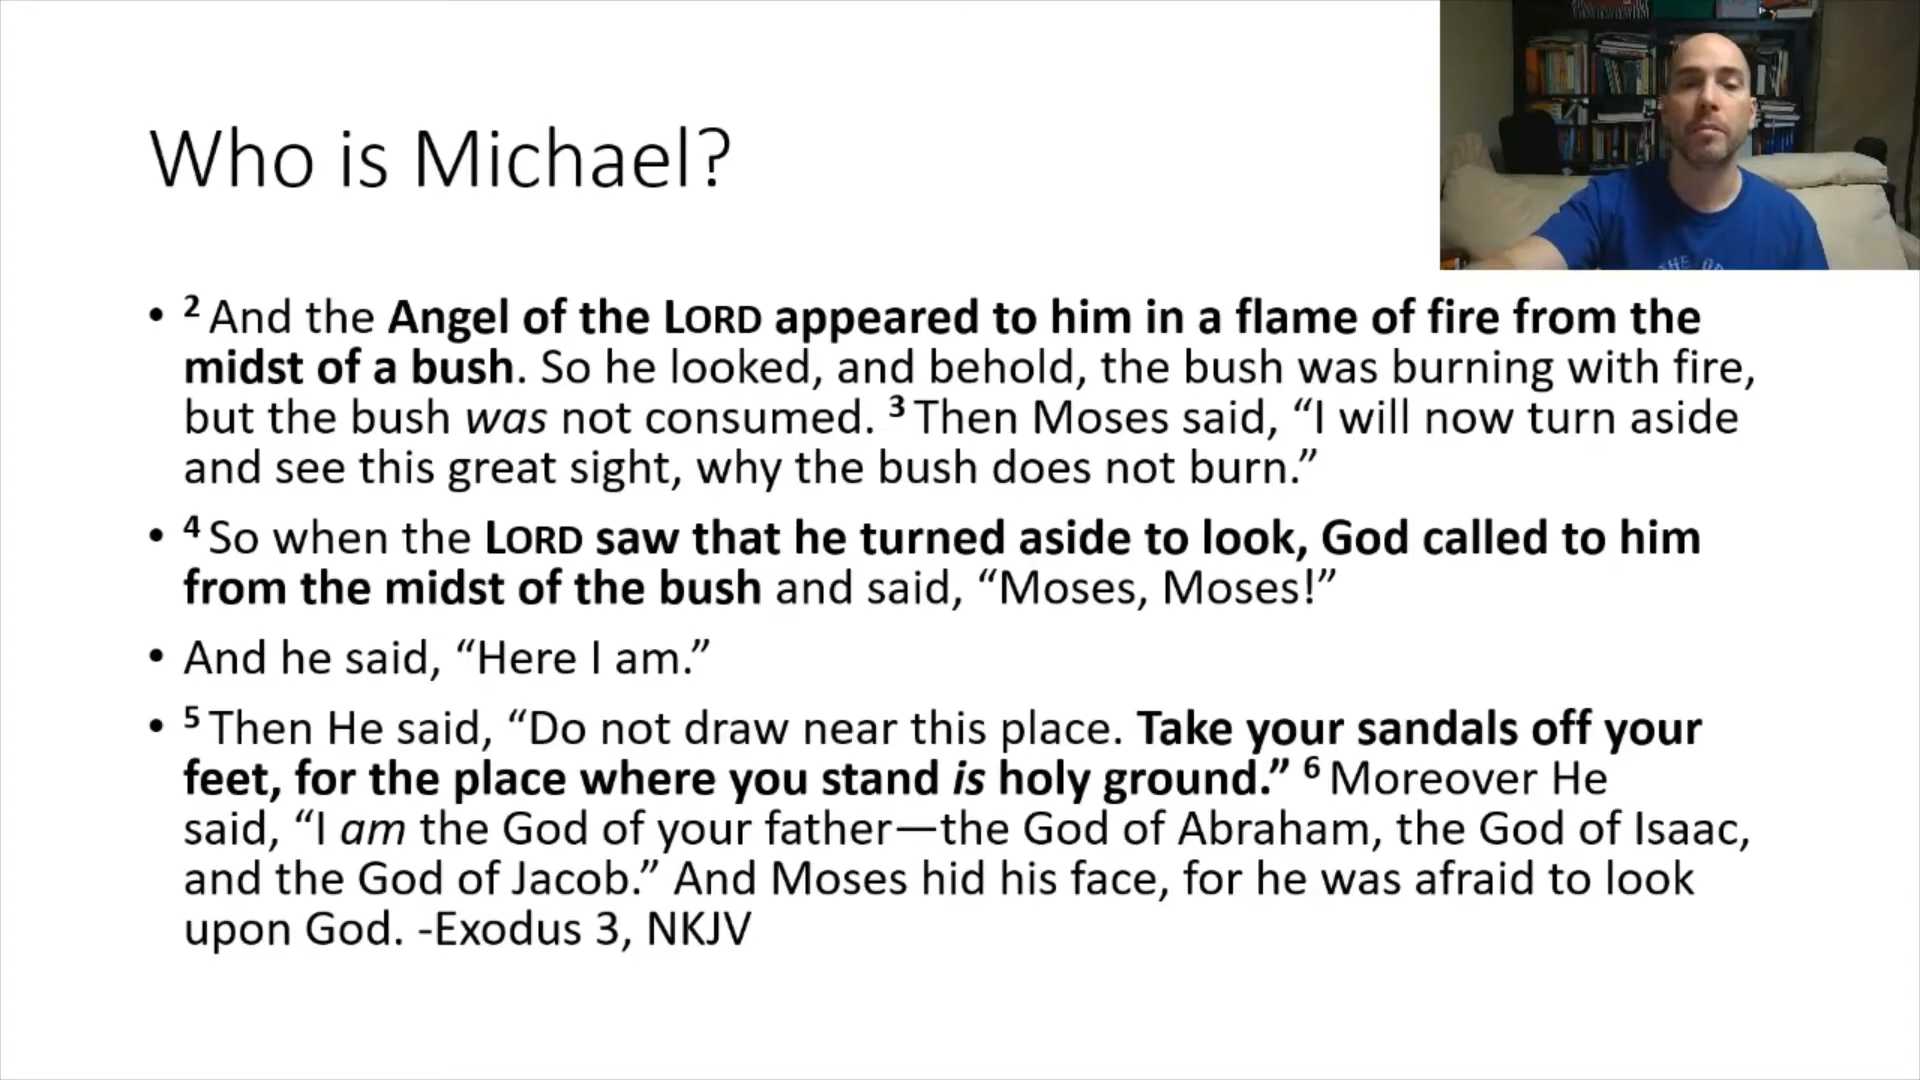 Who is Michael?
• 2 And the Angel of the LORD appeared to him in a flame of fire from the
midst of a bush. So he looked, and behold, the bush was burning with fire,
but the bush was not consumed. 3 Then Moses said, “I will now turn aside
and see this great sight, why the bush does not burn.”
• 4 So when the LORD saw that he turned aside to look, God called to him
from the midst of the bush and said, “Moses, Moses!”
• And he said, “Here I am.”
• 5 Then He said, “Do not draw near this place. Take your sandals off your
feet, for the place where you stand is holy ground.” 6 Moreover He
said, “I am the God of your father—the God of Abraham, the God of Isaac,
and the God of Jacob.” And Moses hid his face, for he was afraid to look
upon God. -Exodus 3, NKJV
THE